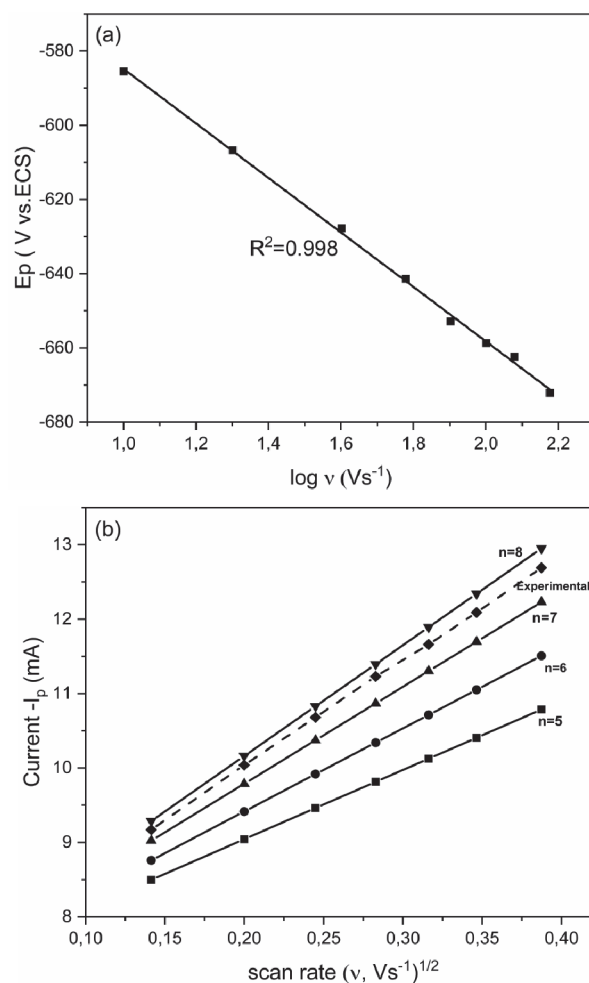 (a)
-580
-600
-620
-640
-660
-680
Ep ( V vs.ECS)
R²=0.998
1,0
1,2
1,4
1,6
1,8
2,0
2,2
log ν (Vs⁻¹)
(b)
13
12
11
10
9
8
Current -Iₚ (mA)
n=8
Experimental
n=7
n=6
n=5
0,10
0,15
0,20
0,25
0,30
0,35
0,40
scan rate (ν, Vs⁻¹)¹/²